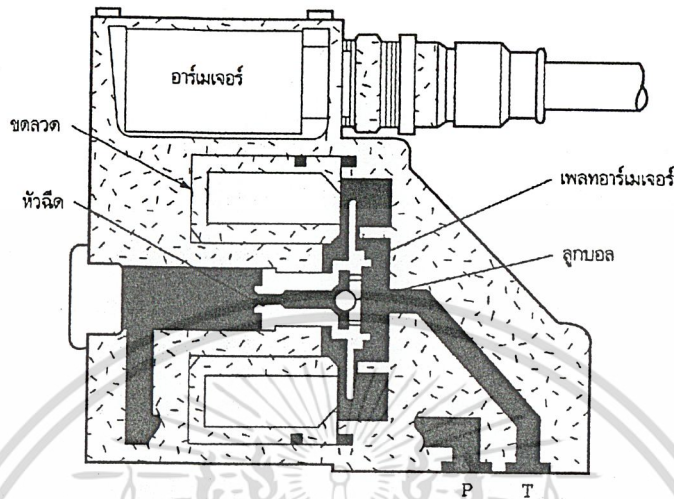 อาร์เมเจอร์
ขดลวด
หัวฉีด
เพลทอาร์เมเจอร์
ลูกบอล
P T